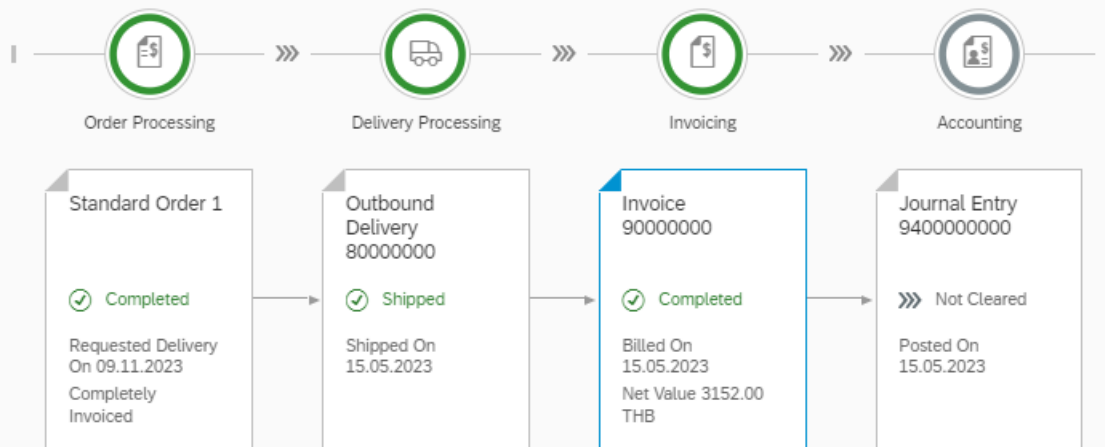 Order Processing
Delivery Processing
Invoicing
Accounting
Standard Order 1
Completed
Requested Delivery
On 09.11.2023
Completely
Invoiced
Outbound
Delivery
80000000
Shipped
Shipped On
15.05.2023
Invoice
90000000
Completed
Billed On
15.05.2023
Net Value 3152.00
THB
Journal Entry
9400000000
Not Cleared
Posted On
15.05.2023